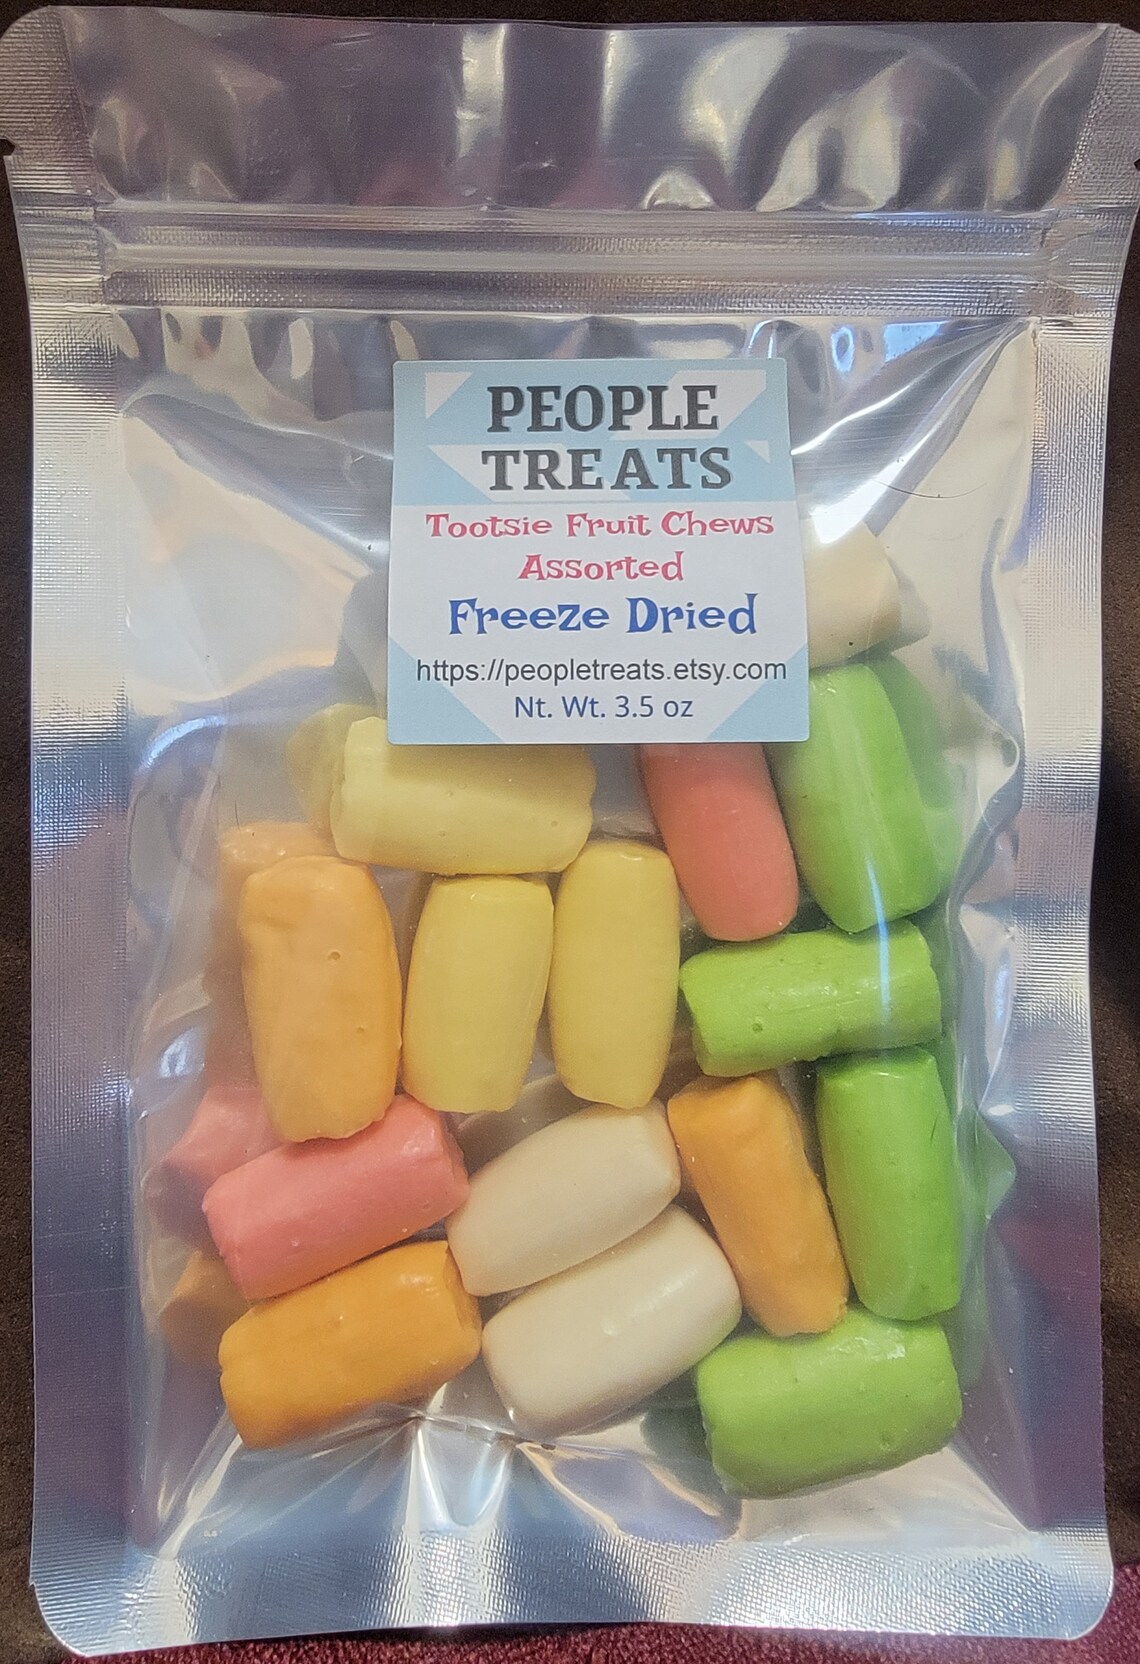 PEOPLE
TREATS
Tootsie Fruit Chews
Assorted
Freeze Dried
https://peopletreats.etsy.com
Nt. Wt. 3.5 oz